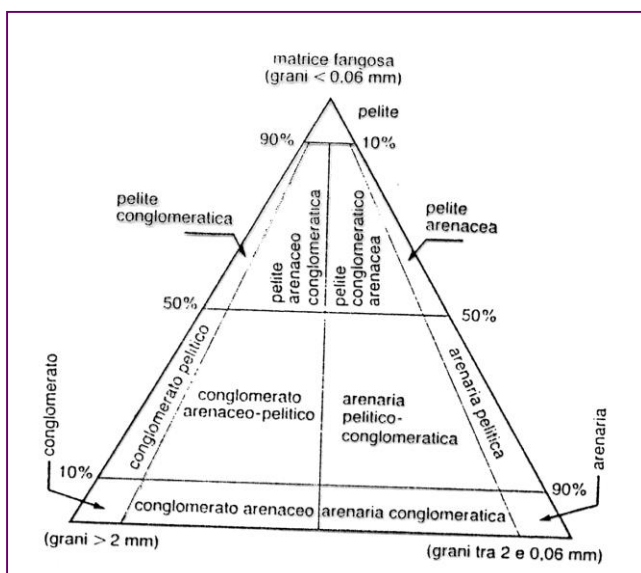 matrice fangosa
(grani < 0.06 mm)
pelite
90%
10%
pelite
conglomeratica
pelite
arenaceo
conglomeratica
pelite
conglomeratico
arenacea
pelite
arenacea
50%
50%
conglomerato
conglomerato pelitico
conglomerato
arenaceo-pelitico
arenaria
pelitico-
conglomeratica
arenaria pelitica
arenaria
10%
90%
conglomerato arenaceo
arenaria conglomeratica
(grani > 2 mm)
(grani tra 2 e 0,06 mm)